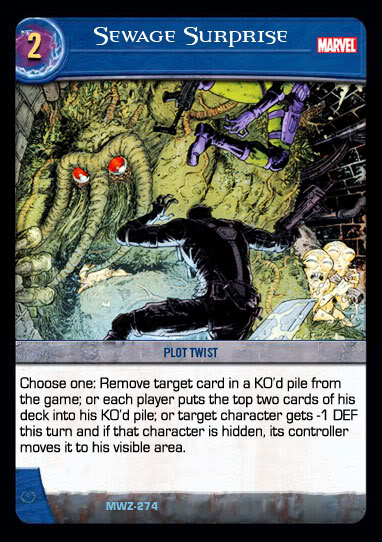 2
SEWAGE SURPRISE
MARVEL
PLOT TWIST
Choose one: Remove target card in a KO'd pile from
the game; or each player puts the top two cards of his
deck into his KO'd pile; or target character gets -1 DEF
this turn and if that character is hidden, its controller
moves it to his visible area.
MWZ-274